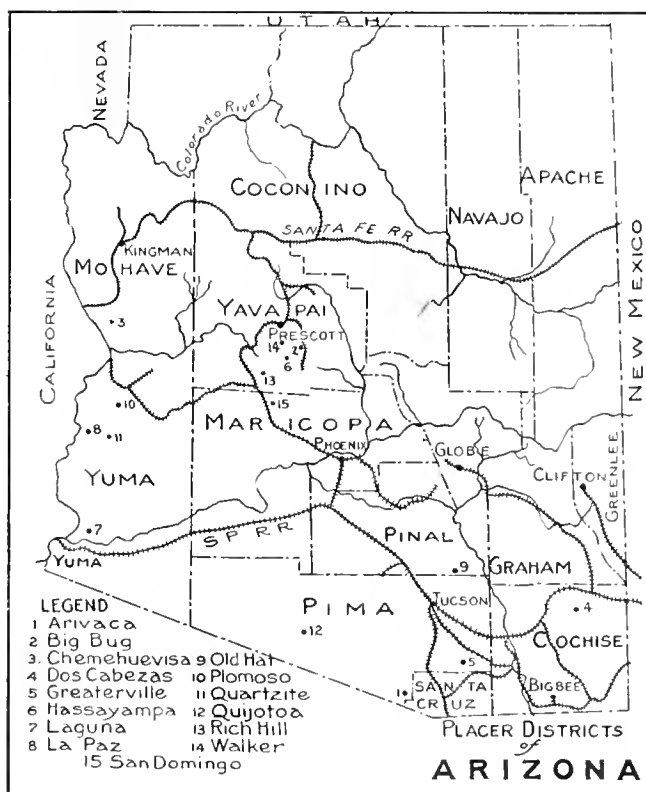 UTAH
NEVADA
Colorado River
COCONINO
APACHE
NAVAJO
SANTA FE RR
KINGMAN
MOHAVE
NEW MEXICO
CALIFORNIA
3
YAVAPAI
PRESCOTT
14
2
6
13
10
15
MARICOPA
8
11
PHOENIX
GLOBE
CLIFTON
GREENLEE
YUMA
7
S P RR
PINAL
YUMA
9
GRAHAM
LEGEND
PIMA
TUCSON
4
12
COCHISE
5
1
SANTA
CRUZ
BIGBEE
1 Arivaca
2 Big Bug
3. Chemehuevisa 9 Old Hat
4 Dos Cabezas 10 Plomoso
5 Greaterville 11 Quartzite
6 Hassayampa 12 Quijotoa
7 Laguna 13 Rich Hill
8 La Paz 14 Walker
15 San Domingo
PLACER DISTRICTS
of
ARIZONA